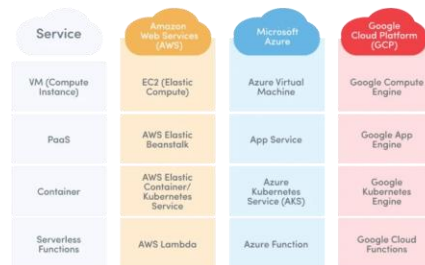 Service
Amazon
Web Services
(AWS)
Microsoft
Azure
Google
Cloud Platform
(GCP)
VM (Compute
Instance)
EC2 (Elastic
Compute)
Azure Virtual
Machine
Google Compute
Engine
PaaS
AWS Elastic
Beanstalk
App Service
Google App
Engine
Container
AWS Elastic
Container/
Kubernetes
Service
Azure
Kubernetes
Service (AKS)
Google
Kubernetes
Engine
Serverless
Functions
AWS Lambda
Azure Function
Google Cloud
Functions